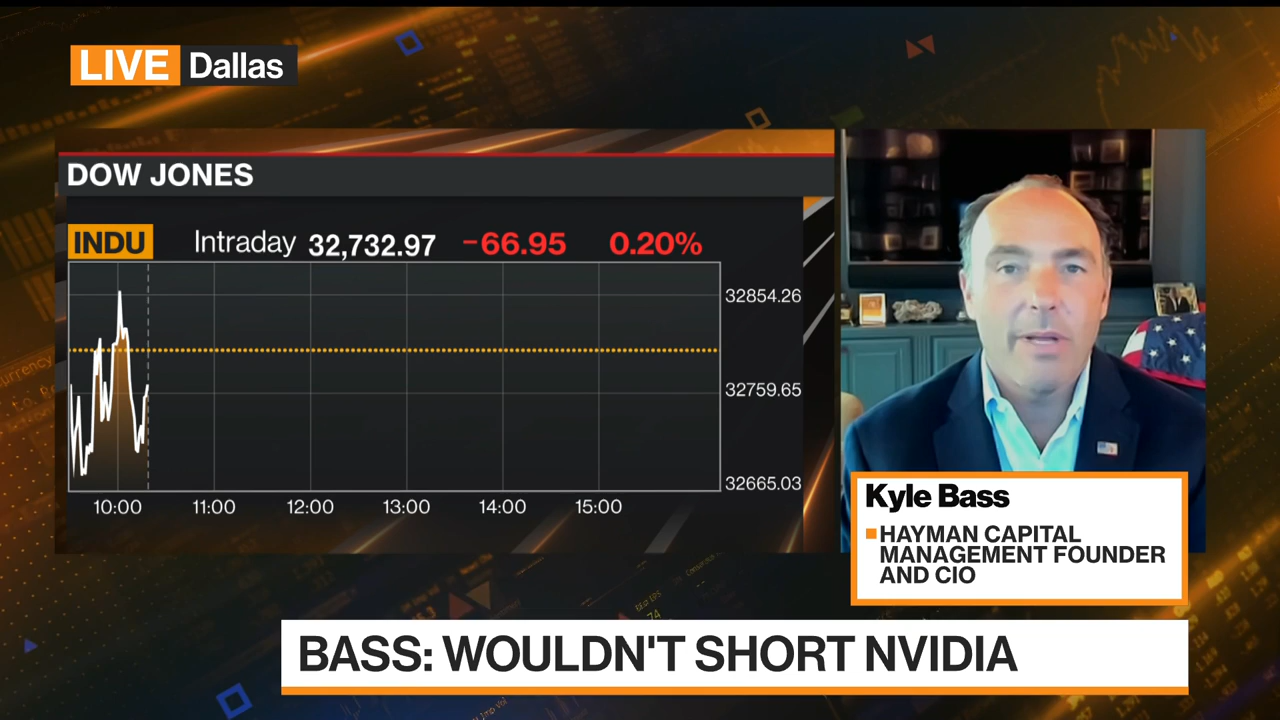 LIVE Dallas
DOW JONES
INDU Intraday 32,732.97 -66.95 0.20%
32854.26
32759.65
32665.03
10:00 11:00 12:00 13:00 14:00 15:00
Kyle Bass
HAYMAN CAPITAL
MANAGEMENT FOUNDER
AND CIO
BASS: WOULDN'T SHORT NVIDIA